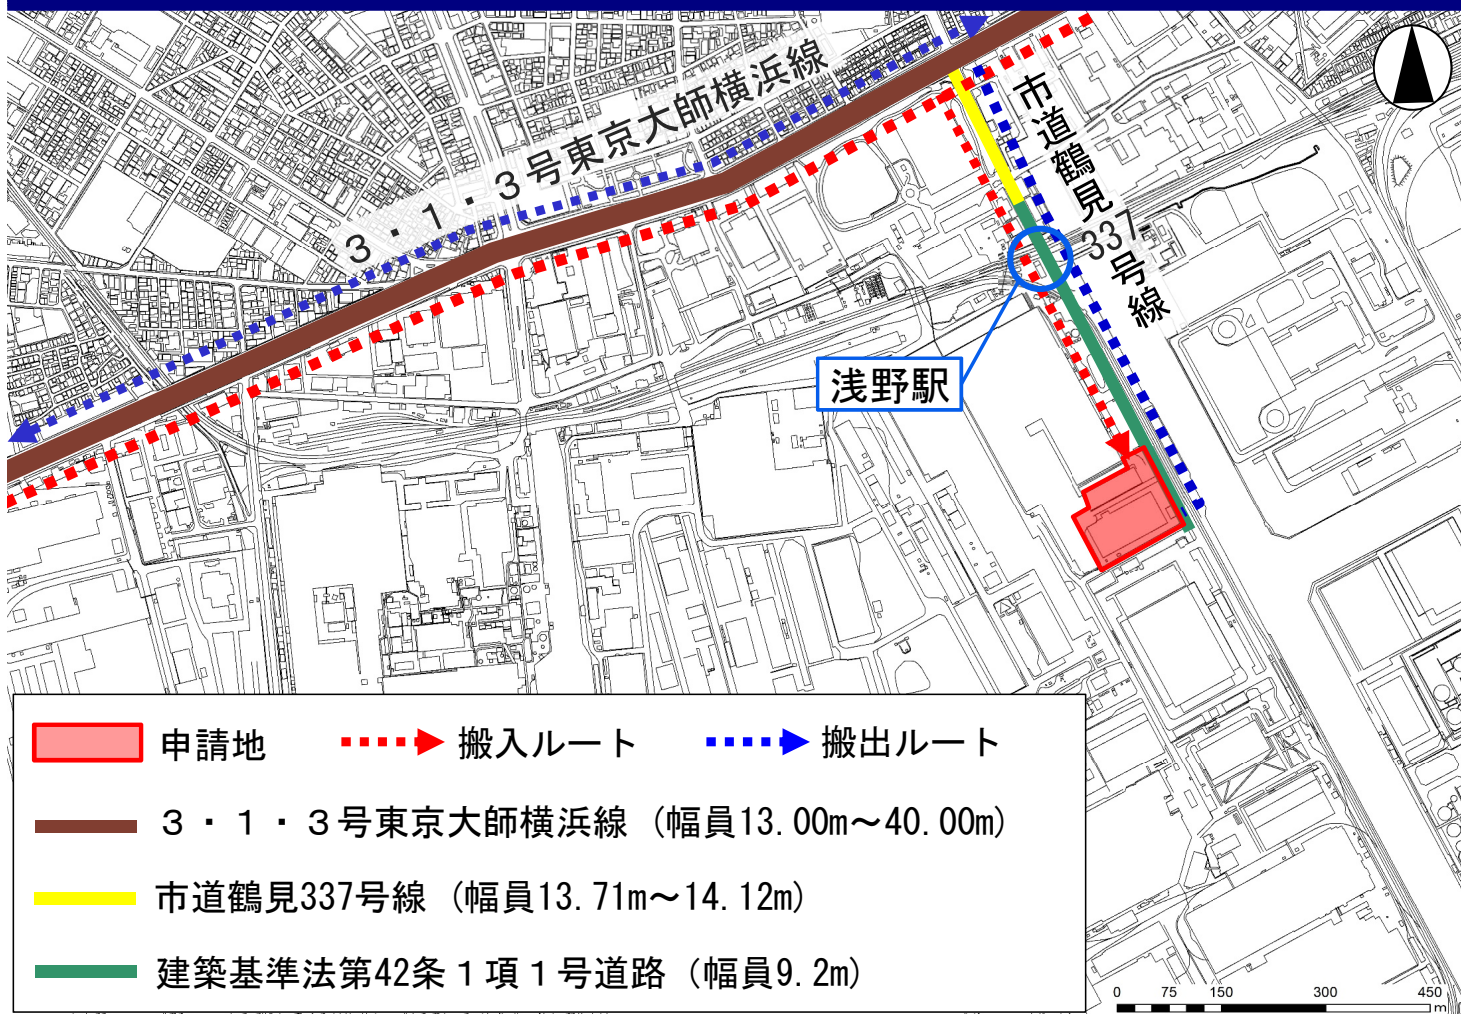 3・1・3号東京大師横浜線
市道鶴見337号線
浅野駅
申請地
搬入ルート
搬出ルート
3・1・3号東京大師横浜線（幅員13.00m～40.00m）
市道鶴見337号線（幅員13.71m～14.12m）
建築基準法第42条1項1号道路（幅員9.2m）
0 75 150 300 450
m